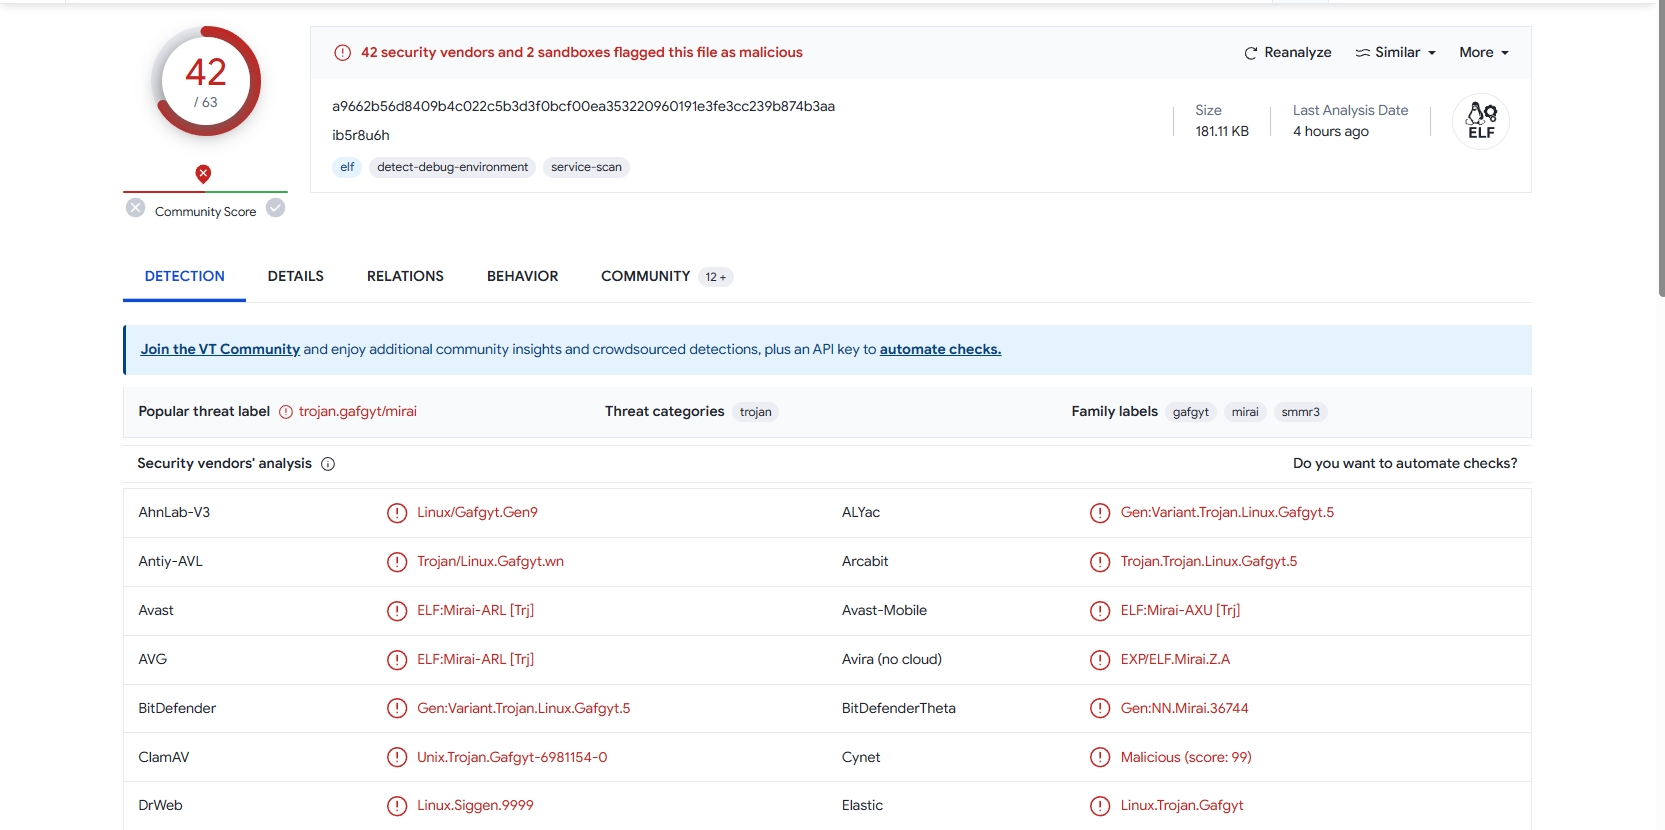 42
/ 63
Community Score
42 security vendors and 2 sandboxes flagged this file as malicious
Reanalyze
Similar
More
a9662b56d8409b4c022c5b3d3f0bcf00ea353220960191e3fe3cc239b874b3aa
ib5r8u6h
elf detect-debug-environment service-scan
Size
181.11 KB
Last Analysis Date
4 hours ago
ELF
DETECTION DETAILS RELATIONS BEHAVIOR COMMUNITY 12 +
Join the VT Community and enjoy additional community insights and crowdsourced detections, plus an API key to automate checks.
Popular threat label trojan.gafgyt/mirai Threat categories trojan Family labels gafgyt mirai smmr3
Security vendors' analysis Do you want to automate checks?
AhnLab-V3 Linux/Gafgyt.Gen9 ALYac Gen:Variant.Trojan.Linux.Gafgyt.5
Antiy-AVL Trojan/Linux.Gafgyt.wn Arcabit Trojan.Trojan.Linux.Gafgyt.5
Avast ELF:Mirai-ARL [Trj] Avast-Mobile ELF:Mirai-AXU [Trj]
AVG ELF:Mirai-ARL [Trj] Avira (no cloud) EXP/ELF.Mirai.Z.A
BitDefender Gen:Variant.Trojan.Linux.Gafgyt.5 BitDefenderTheta Gen:NN.Mirai.36744
ClamAV Unix.Trojan.Gafgyt-6981154-0 Cynet Malicious (score: 99)
DrWeb Linux.Siggen.9999 Elastic Linux.Trojan.Gafgyt